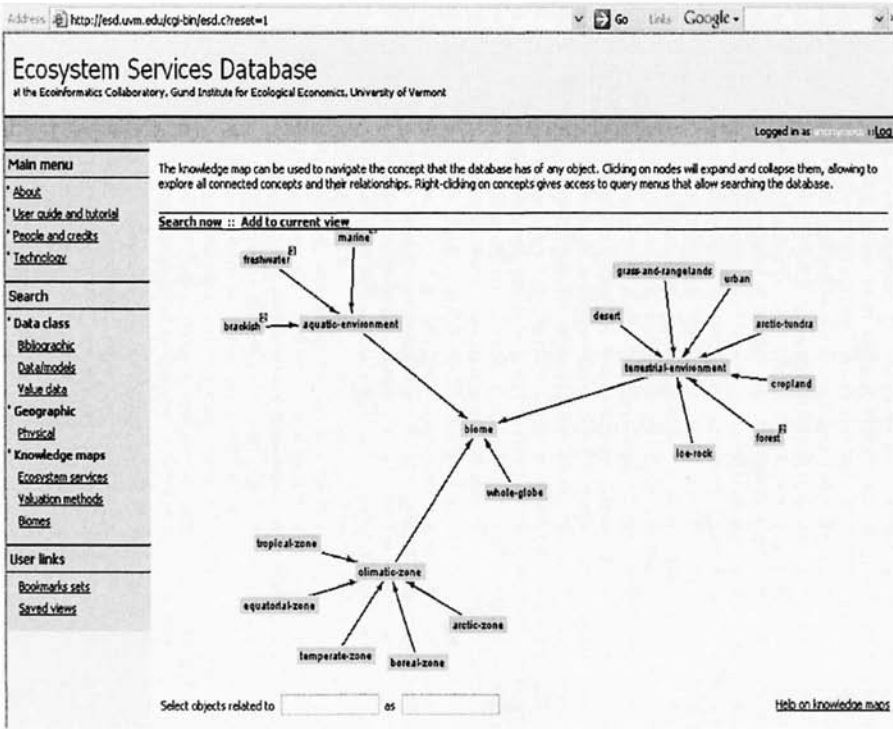 Address http://esd.uvm.edu/cgi-bin/esd.c?reset=1 Go Links Google
Ecosystem Services Database
at the Ecoinformatics Collaboratory, Gund Institute for Ecological Economics, University of Vermont
Logged in as anonymous :: Log
Main menu
About
User guide and tutorial
People and credits
Technology
Search
Data class
Bibliographic
Data/models
Value data
Geographic
Physical
Knowledge maps
Ecosystem services
Valuation methods
Biomes
User links
Bookmarks sets
Saved views
The knowledge map can be used to navigate the concept that the database has of any object. Clicking on nodes will expand and collapse them, allowing to
explore all connected concepts and their relationships. Right-clicking on concepts gives access to query menus that allow searching the database.
Search now :: Add to current view
marine
freshwater
brackish
aquatic-environment
grass-and-rangelands
urban
desert
arctic-tundra
terrestrial-environment
cropland
forest
ice-rock
biome
whole-globe
tropical-zone
climatic-zone
equatorial-zone
arctic-zone
temperate-zone
boreal-zone
Select objects related to as
Help on knowledge maps